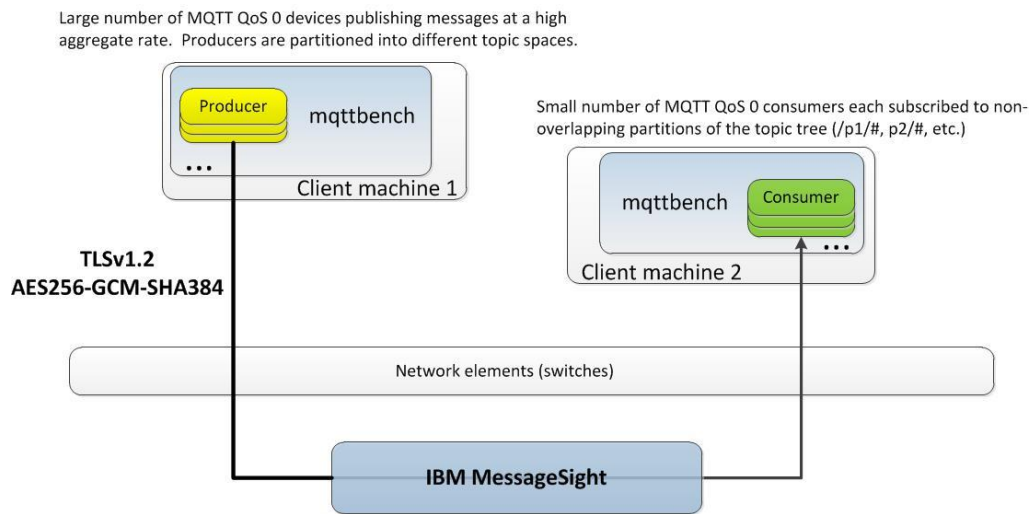 Large number of MQTT QoS 0 devices publishing messages at a high
aggregate rate.  Producers are partitioned into different topic spaces.
Producer
mqttbench
...
Client machine 1
Small number of MQTT QoS 0 consumers each subscribed to non-
overlapping partitions of the topic tree (/p1/#, p2/#, etc.)
mqttbench
Consumer
...
Client machine 2
TLSv1.2
AES256-GCM-SHA384
Network elements (switches)
IBM MessageSight